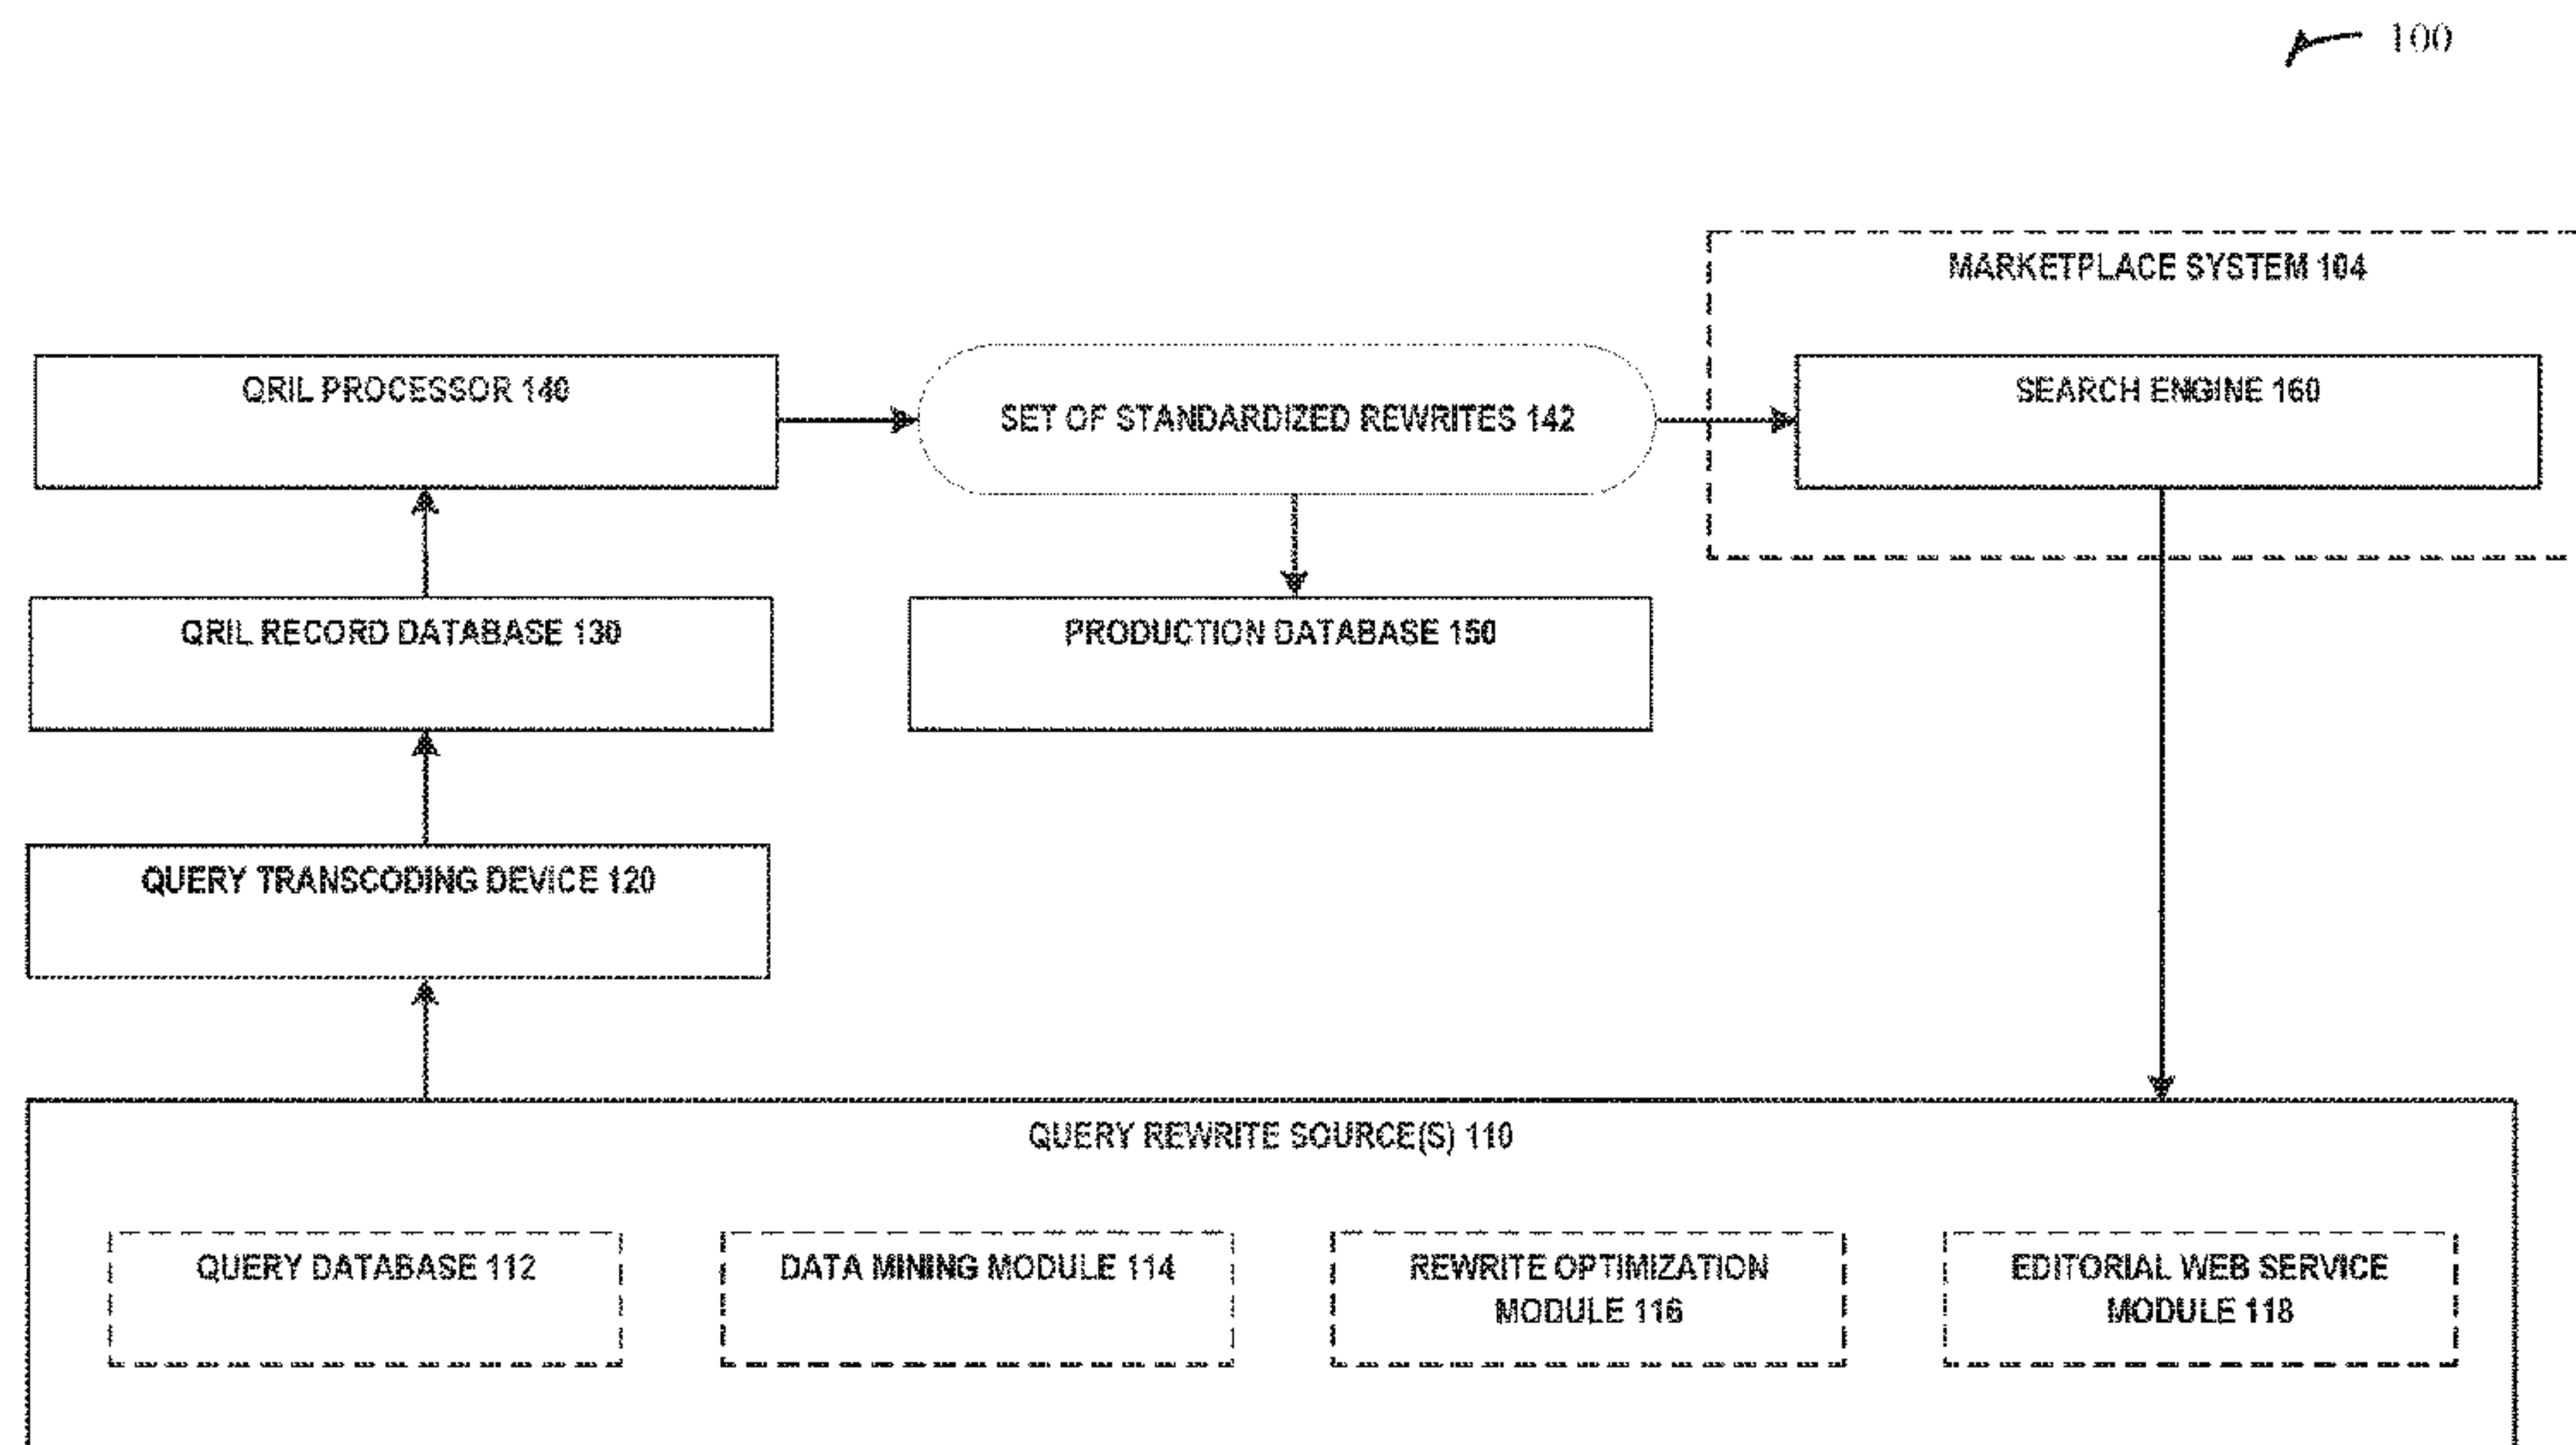 100
MARKETPLACE SYSTEM 104
QRIL PROCESSOR 140
SET OF STANDARDIZED REWRITES 142
SEARCH ENGINE 160
QRIL RECORD DATABASE 130
PRODUCTION DATABASE 150
QUERY TRANSCODING DEVICE 120
QUERY REWRITE SOURCE(S) 110
QUERY DATABASE 112
DATA MINING MODULE 114
REWRITE OPTIMIZATION
MODULE 116
EDITORIAL WEB SERVICE
MODULE 118